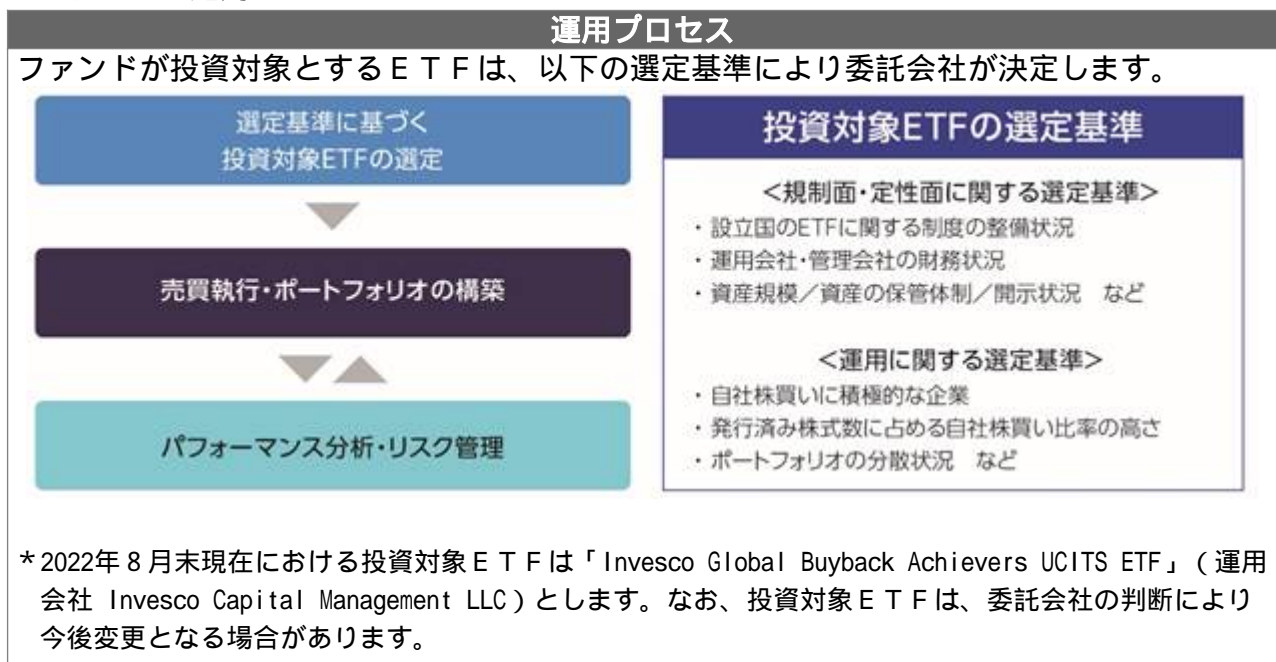 運用プロセス
ファンドが投資対象とするＥＴＦは、以下の選定基準により委託会社が決定します。
選定基準に基づく
投資対象ETFの選定
売買執行・ポートフォリオの構築
パフォーマンス分析・リスク管理
投資対象ETFの選定基準
＜規制面・定性面に関する選定基準＞
・設立国のETFに関する制度の整備状況
・運用会社・管理会社の財務状況
・資産規模／資産の保管体制／開示状況　など
＜運用に関する選定基準＞
・自社株買いに積極的な企業
・発行済み株式数に占める自社株買い比率の高さ
・ポートフォリオの分散状況　など
＊2022年８月末現在における投資対象ＥＴＦは「Invesco Global Buyback Achievers UCITS ETF」（運用
会社 Invesco Capital Management LLC）とします。なお、投資対象ＥＴＦは、委託会社の判断により
今後変更となる場合があります。